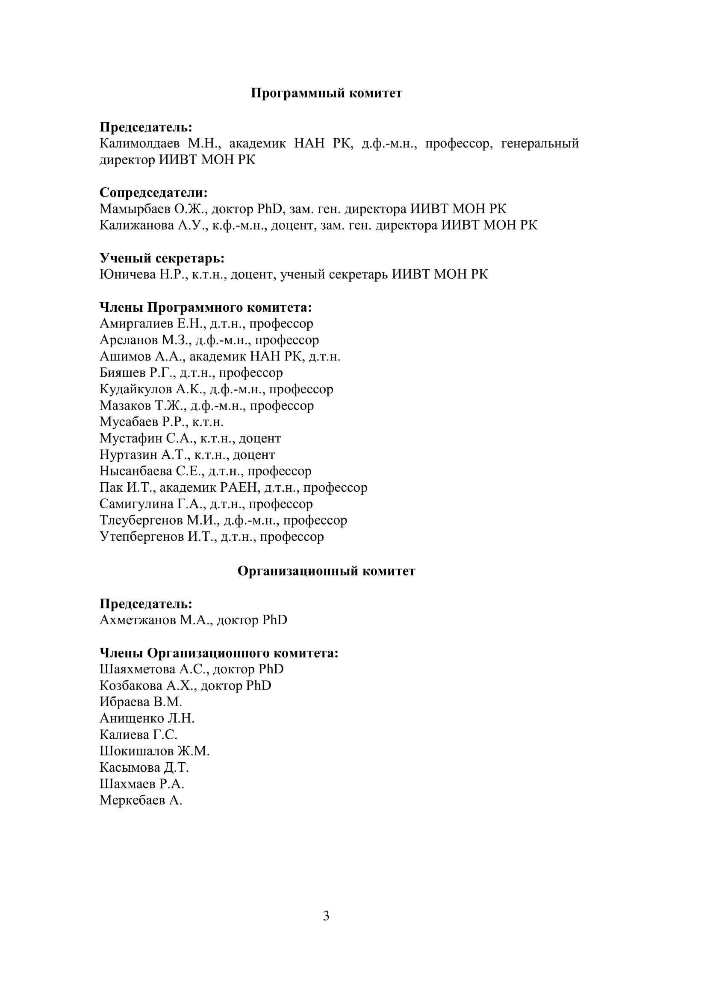 Программный комитет
Председатель:
Калимолдаев М.Н., академик НАН РК, д.ф.-м.н., профессор, генеральный
директор ИИВТ МОН РК
Сопредседатели:
Мамырбаев О.Ж., доктор PhD, зам. ген. директора ИИВТ МОН РК
Калижанова А.У., к.ф.-м.н., доцент, зам. ген. директора ИИВТ МОН РК
Ученый секретарь:
Юничева Н.Р., к.т.н., доцент, ученый секретарь ИИВТ МОН РК
Члены Программного комитета:
Амиргалиев Е.Н., д.т.н., профессор
Арсланов М.З., д.ф.-м.н., профессор
Ашимов А.А., академик НАН РК, д.т.н.
Бияшев Р.Г., д.т.н., профессор
Кудайкулов А.К., д.ф.-м.н., профессор
Мазаков Т.Ж., д.ф.-м.н., профессор
Мусабаев Р.Р., к.т.н.
Мустафин С.А., к.т.н., доцент
Нуртазин А.Т., к.т.н., доцент
Нысанбаева С.Е., д.т.н., профессор
Пак И.Т., академик РАЕН, д.т.н., профессор
Самигулина Г.А., д.т.н., профессор
Тлеубергенов М.И., д.ф.-м.н., профессор
Утепбергенов И.Т., д.т.н., профессор
Организационный комитет
Председатель:
Ахметжанов М.А., доктор PhD
Члены Организационного комитета:
Шаяхметова А.С., доктор PhD
Козбакова А.Х., доктор PhD
Ибраева В.М.
Анищенко Л.Н.
Калиева Г.С.
Шокишалов Ж.М.
Касымова Д.Т.
Шахмаев Р.А.
Меркебаев А.
3